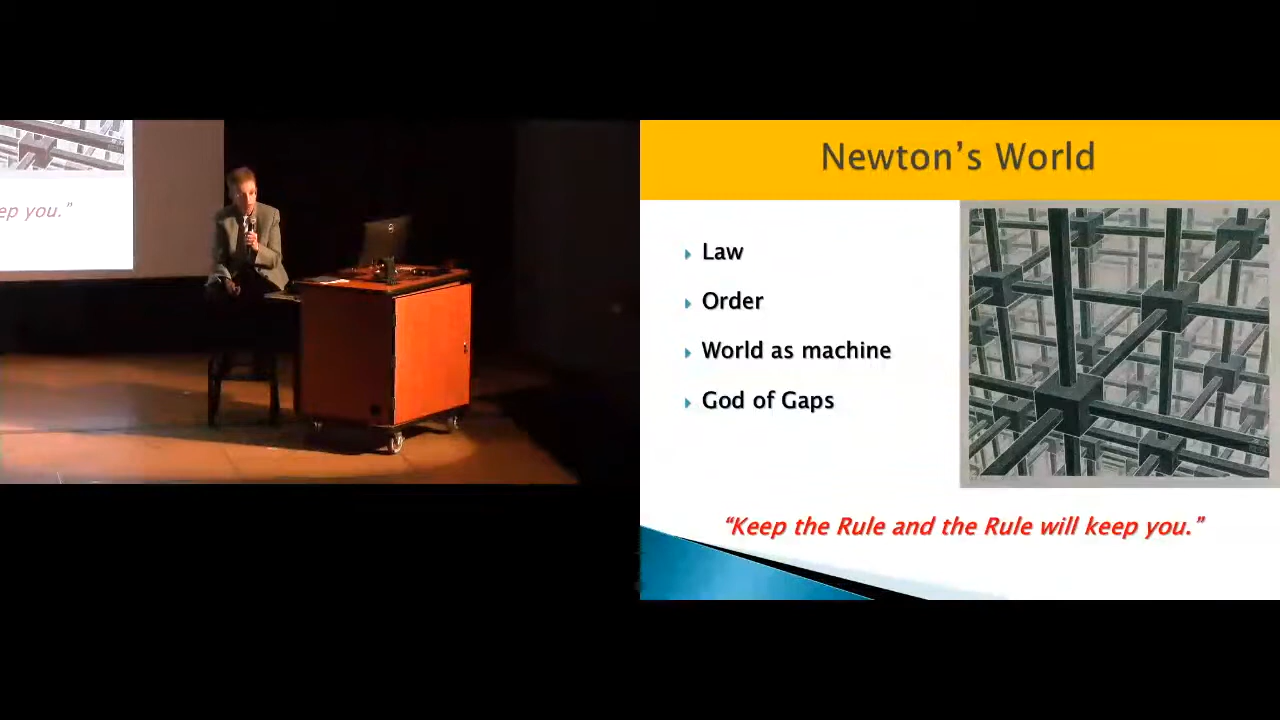 ep you.”
Newton’s World
Law
Order
World as machine
God of Gaps
“Keep the Rule and the Rule will keep you.”